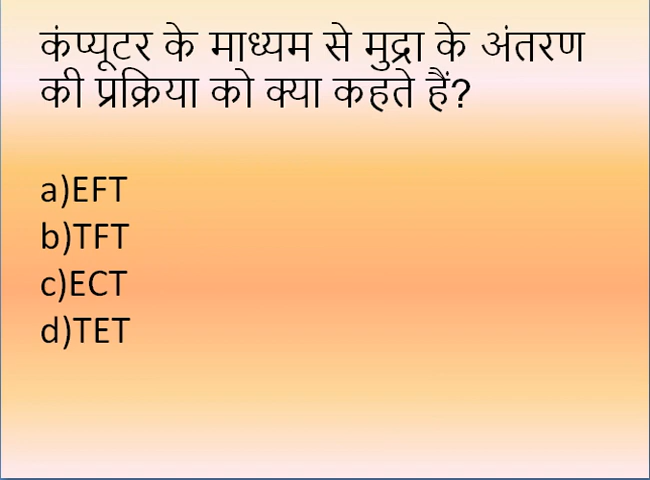 कंप्यूटर के माध्यम से मुद्रा के अंतरण
की प्रक्रिया को क्या कहते हैं?
a)EFT
b)TFT
c)ECT
d)TET